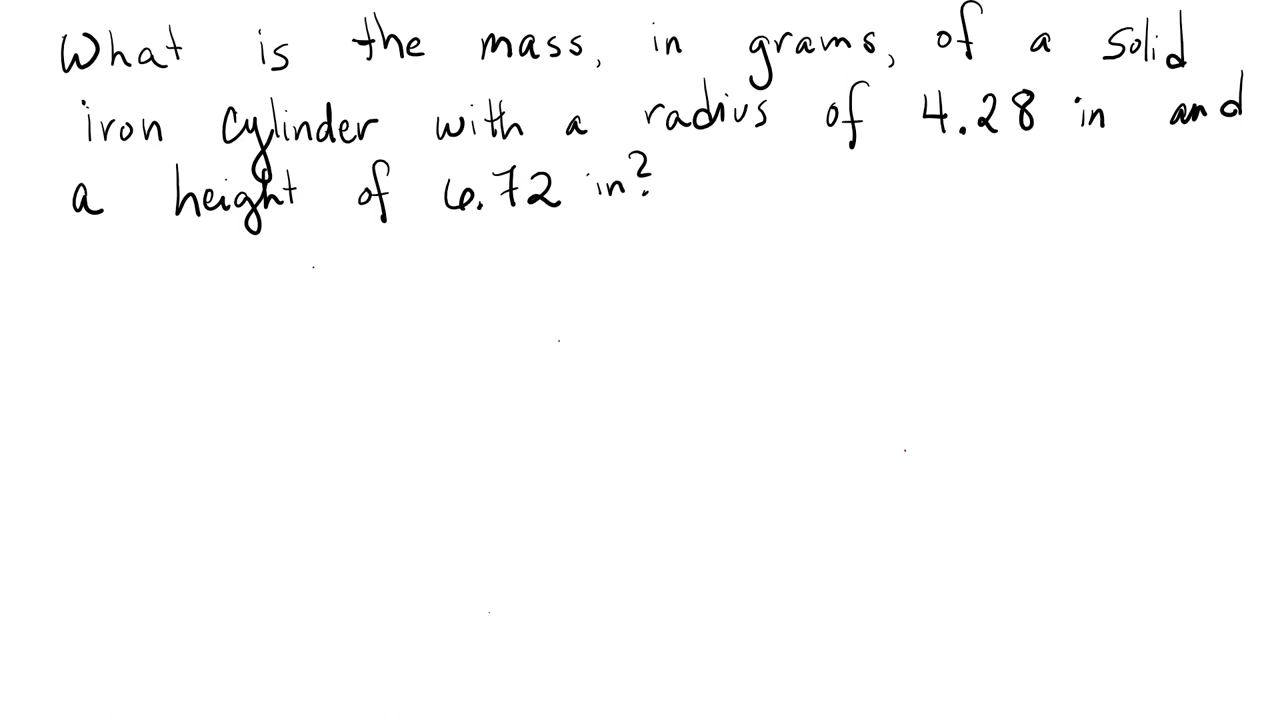 What is the mass, in grams, of a solid
iron cylinder with a radius of 4.28 in and
a height of 6.72 in?